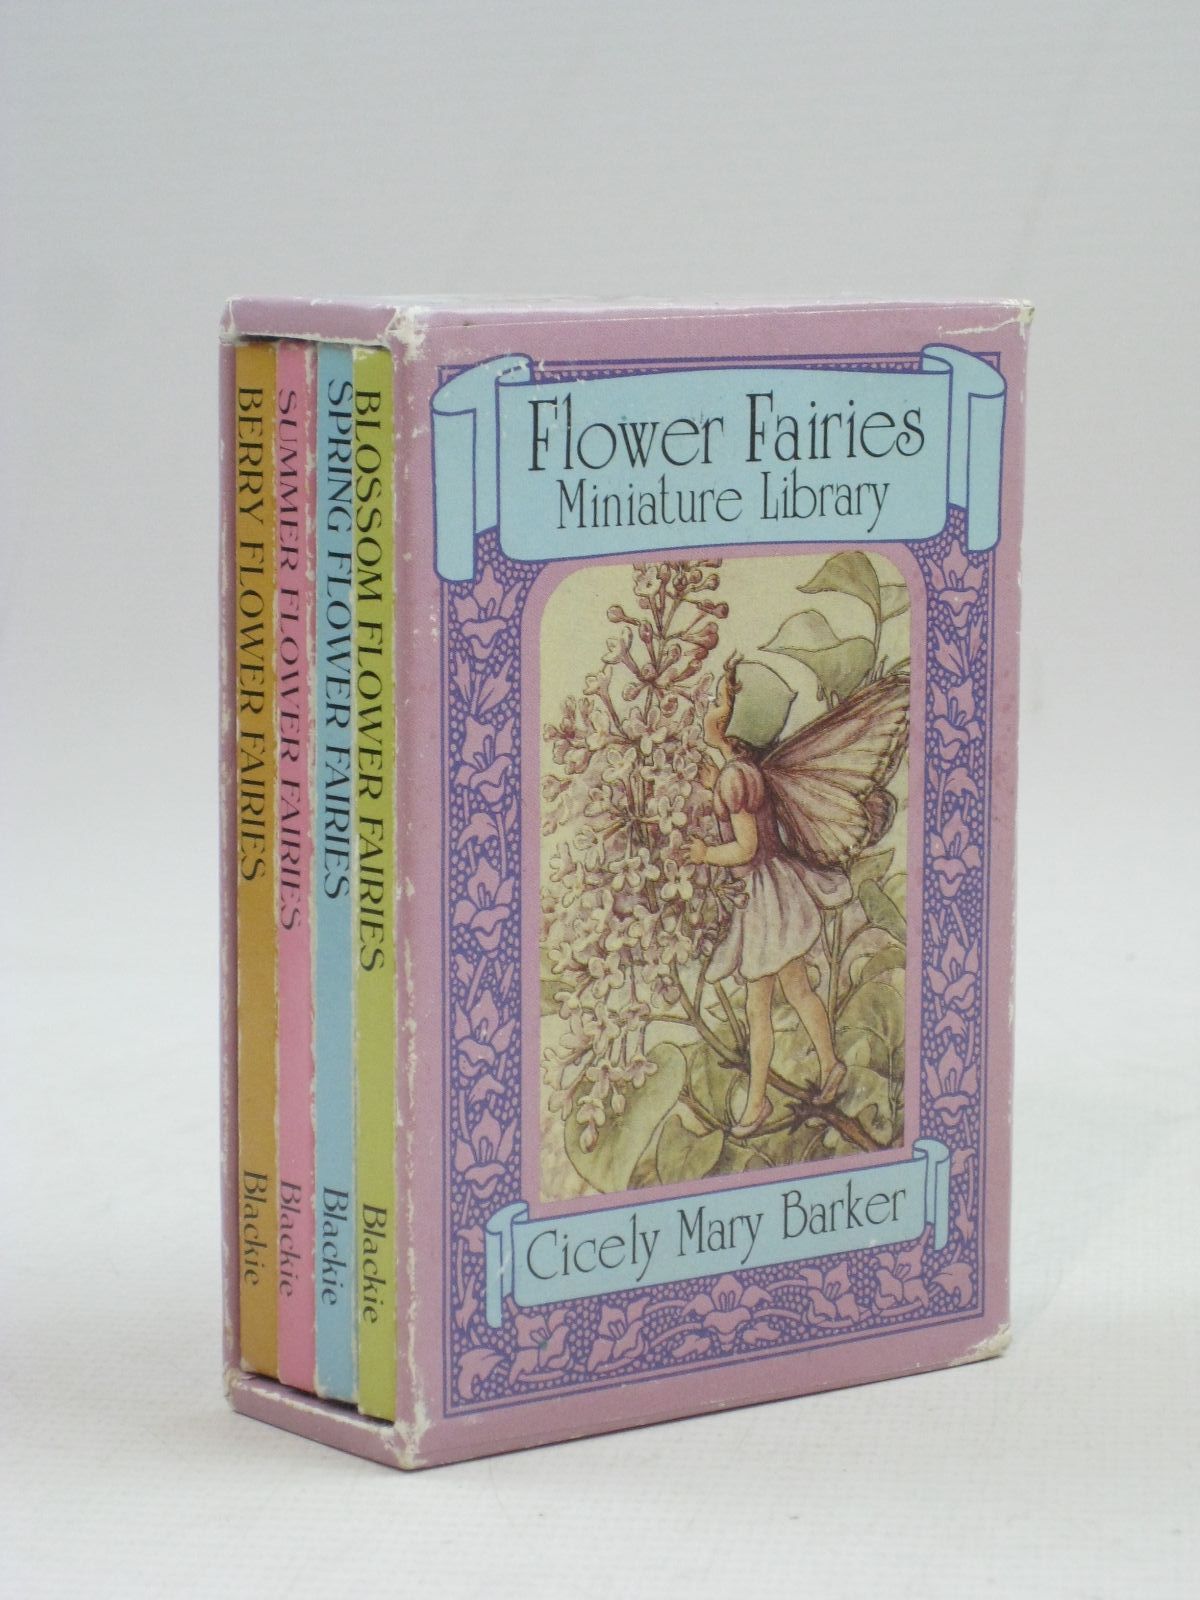 BERRY FLOWER FAIRIES Blackie
SUMMER FLOWER FAIRIES Blackie
SPRING FLOWER FAIRIES Blackie
BLOSSOM FLOWER FAIRIES Blackie
Flower Fairies
Miniature Library
Cicely Mary Barker